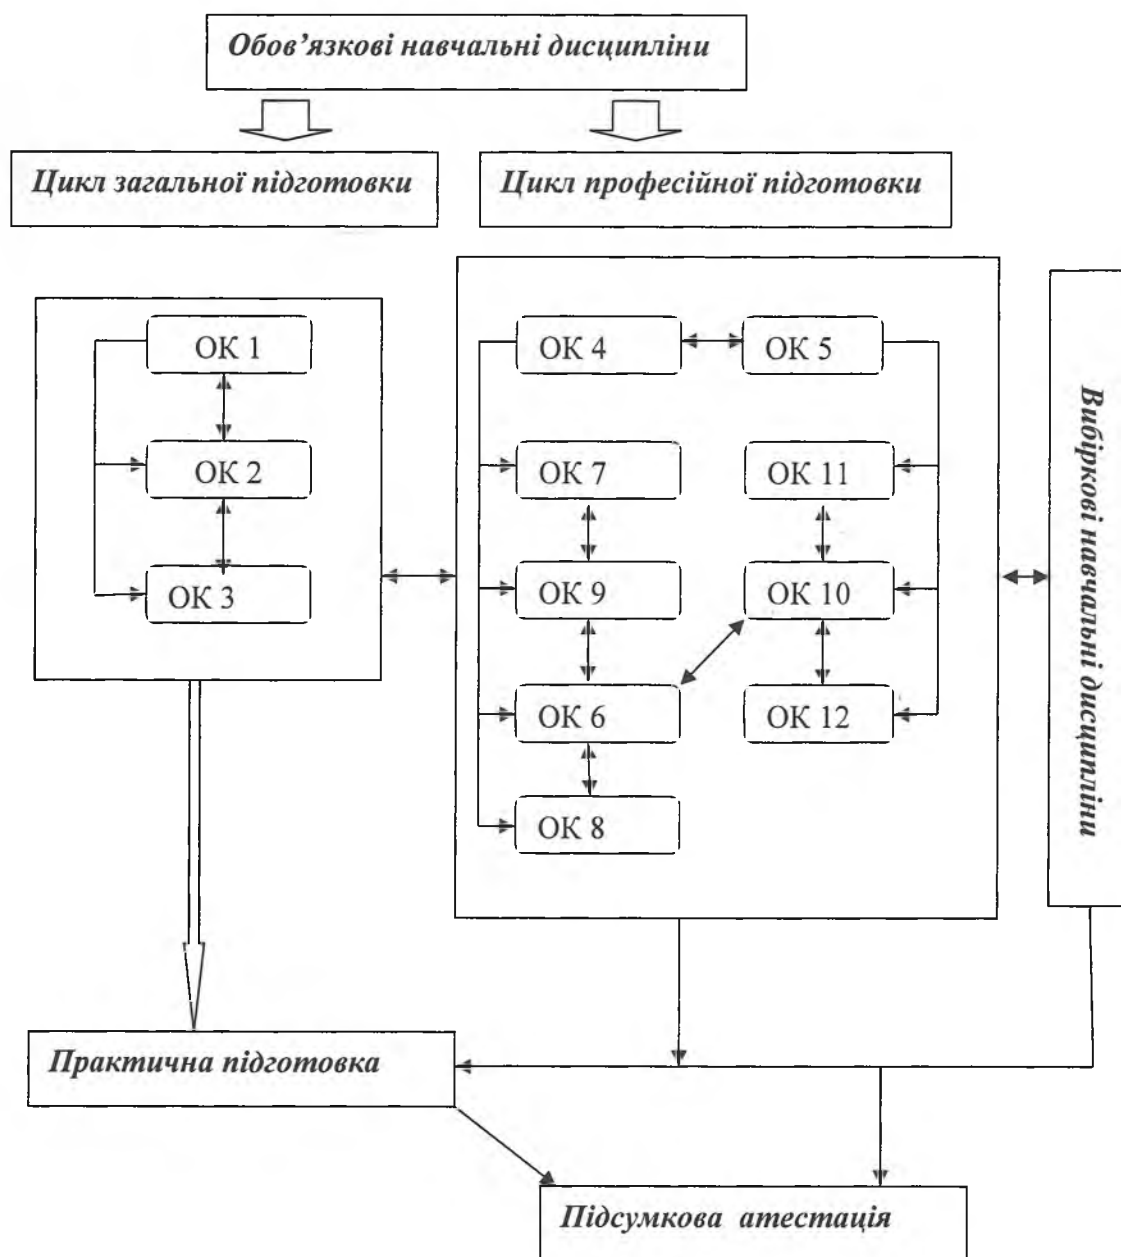 Обов’язкові навчальні дисципліни
Цикл загальної підготовки
Цикл професійної підготовки
ОК 1
ОК 2
ОК 3
ОК 4
ОК 5
ОК 7
ОК 11
ОК 9
ОК 10
ОК 6
ОК 12
ОК 8
Вибіркові навчальні дисципліни
Практична підготовка
Підсумкова атестація